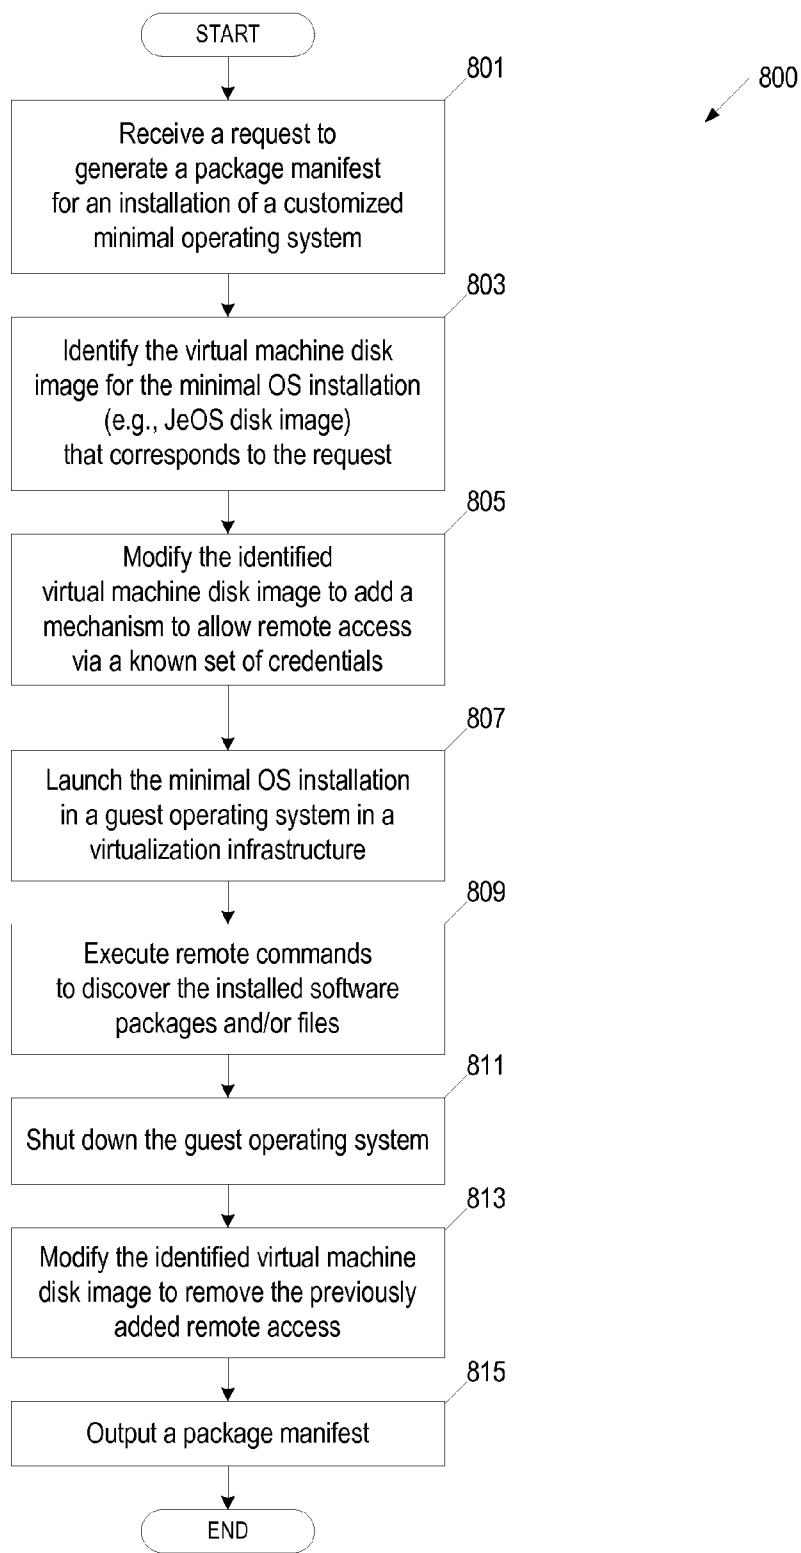 START
801
800
Receive a request to
generate a package manifest
for an installation of a customized
minimal operating system
803
Identify the virtual machine disk
image for the minimal OS installation
(e.g., JeOS disk image)
that corresponds to the request
805
Modify the identified
virtual machine disk image to add a
mechanism to allow remote access
via a known set of credentials
807
Launch the minimal OS installation
in a guest operating system in a
virtualization infrastructure
809
Execute remote commands
to discover the installed software
packages and/or files
811
Shut down the guest operating system
813
Modify the identified virtual machine
disk image to remove the previously
added remote access
815
Output a package manifest
END